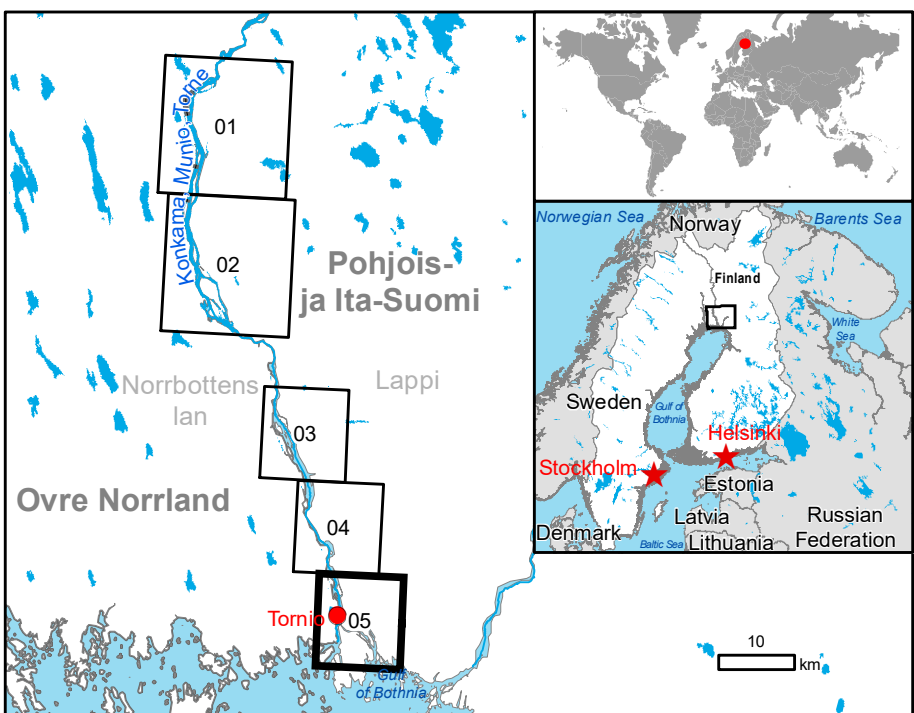 01
Konkama, Munio, Torne
02
Pohjois-
ja Ita-Suomi
Norrbottens
lan
Lappi
03
Ovre Norrland
04
Tornio
05
Gulf
of Bothnia
10
km
Norwegian Sea
Norway
Barents Sea
Finland
White
Sea
Sweden
Gulf of
Bothnia
Helsinki
Stockholm
Estonia
Latvia
Russian
Federation
Denmark
Baltic Sea
Lithuania